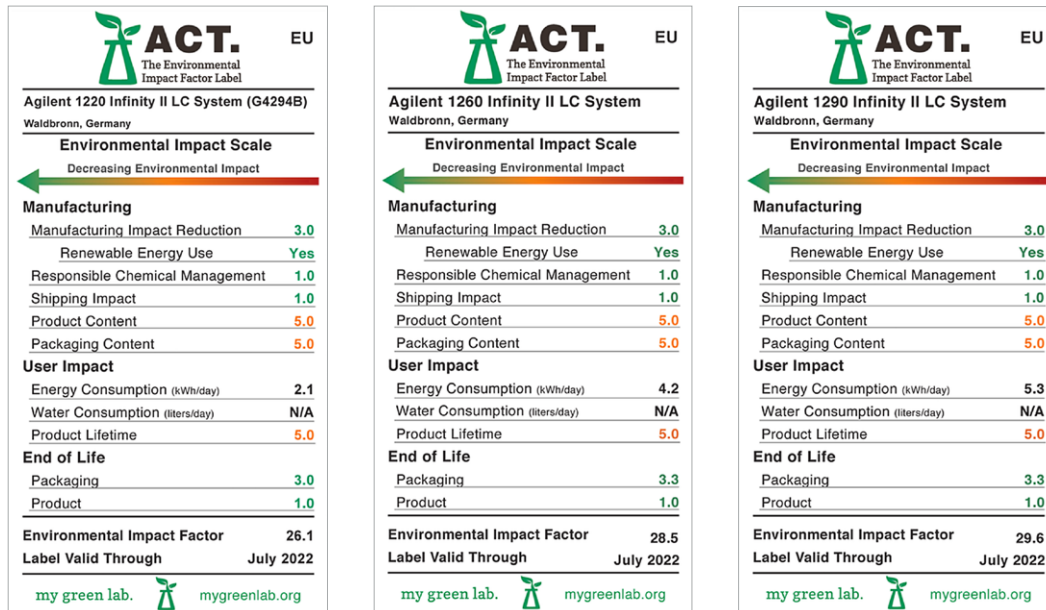 ACT. EU
The Environmental
Impact Factor Label
Agilent 1220 Infinity II LC System (G4294B)
Waldbronn, Germany
Environmental Impact Scale
Decreasing Environmental Impact
Manufacturing
Manufacturing Impact Reduction 3.0
Renewable Energy Use Yes
Responsible Chemical Management 1.0
Shipping Impact 1.0
Product Content 5.0
Packaging Content 5.0
User Impact
Energy Consumption (kWh/day) 2.1
Water Consumption (liters/day) N/A
Product Lifetime 5.0
End of Life
Packaging 3.0
Product 1.0
Environmental Impact Factor 26.1
Label Valid Through July 2022
my green lab. mygreenlab.org
ACT. EU
The Environmental
Impact Factor Label
Agilent 1260 Infinity II LC System
Waldbronn, Germany
Environmental Impact Scale
Decreasing Environmental Impact
Manufacturing
Manufacturing Impact Reduction 3.0
Renewable Energy Use Yes
Responsible Chemical Management 1.0
Shipping Impact 1.0
Product Content 5.0
Packaging Content 5.0
User Impact
Energy Consumption (kWh/day) 4.2
Water Consumption (liters/day) N/A
Product Lifetime 5.0
End of Life
Packaging 3.3
Product 1.0
Environmental Impact Factor 28.5
Label Valid Through July 2022
my green lab. mygreenlab.org
ACT. EU
The Environmental
Impact Factor Label
Agilent 1290 Infinity II LC System
Waldbronn, Germany
Environmental Impact Scale
Decreasing Environmental Impact
Manufacturing
Manufacturing Impact Reduction 3.0
Renewable Energy Use Yes
Responsible Chemical Management 1.0
Shipping Impact 1.0
Product Content 5.0
Packaging Content 5.0
User Impact
Energy Consumption (kWh/day) 5.3
Water Consumption (liters/day) N/A
Product Lifetime 5.0
End of Life
Packaging 3.3
Product 1.0
Environmental Impact Factor 29.6
Label Valid Through July 2022
my green lab. mygreenlab.org